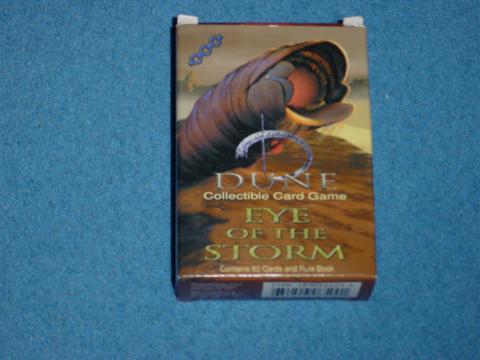 DUNE
Collectible Card Game
EYE
OF THE
STORM
Contains 60 Cards and Rule Book